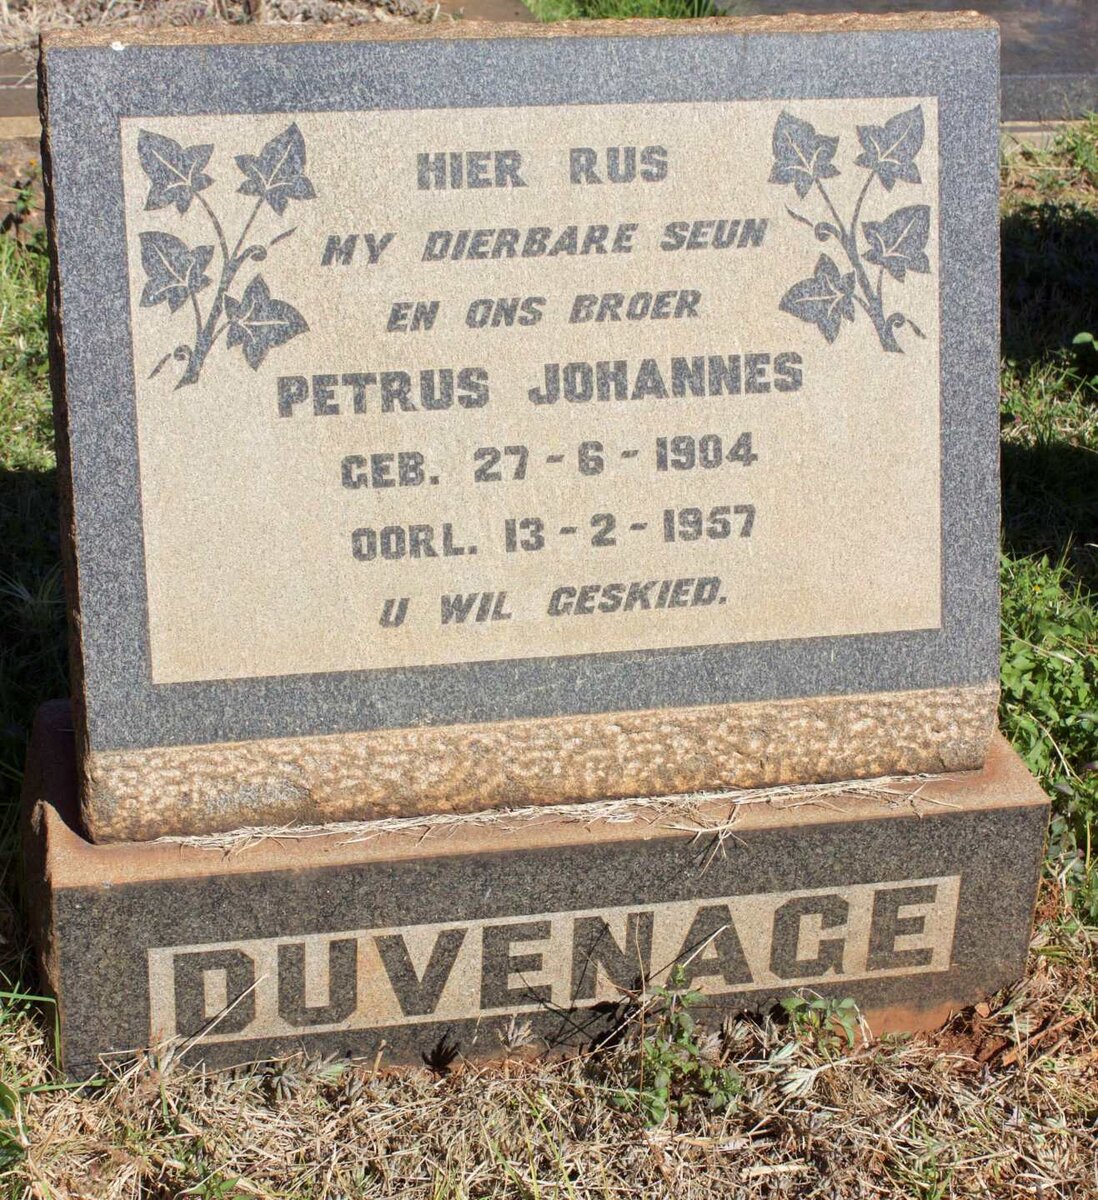 HIER RUS
MY DIERBARE SEUN
EN ONS BROER
PETRUS JOHANNES
GEB. 27-6-1904
OORL. 13-2-1957
U WIL GESKIED.
DUVENAGE